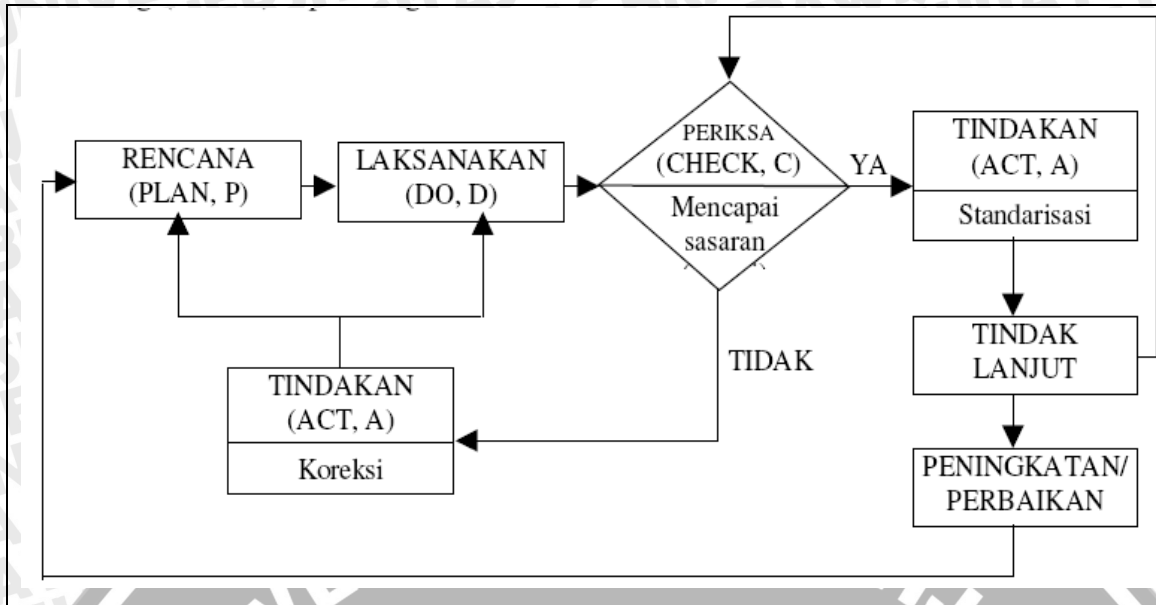 RENCANA
(PLAN, P)
LAKSANAKAN
(DO, D)
PERIKSA
(CHECK, C)
Mencapai
sasaran
YA
TINDAKAN
(ACT, A)
Standarisasi
TINDAK
LANJUT
PENINGKATAN/
PERBAIKAN
TIDAK
TINDAKAN
(ACT, A)
Koreksi